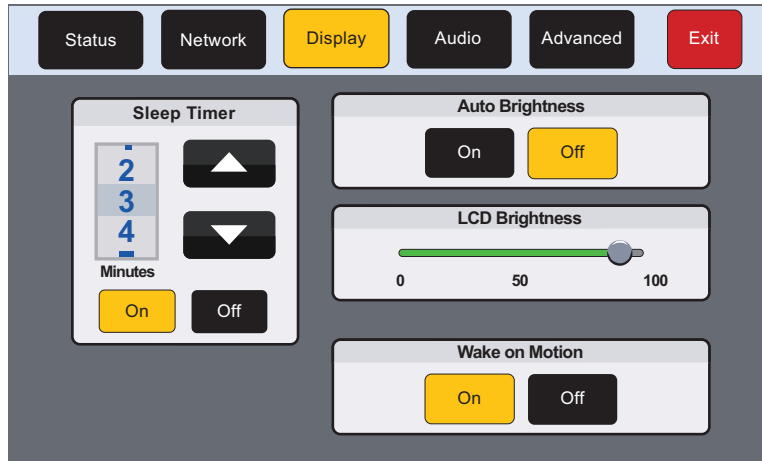 Status Network Display Audio Advanced Exit
Sleep Timer
2
3
4
Minutes
On Off
Auto Brightness
On Off
LCD Brightness
0 50 100
Wake on Motion
On Off